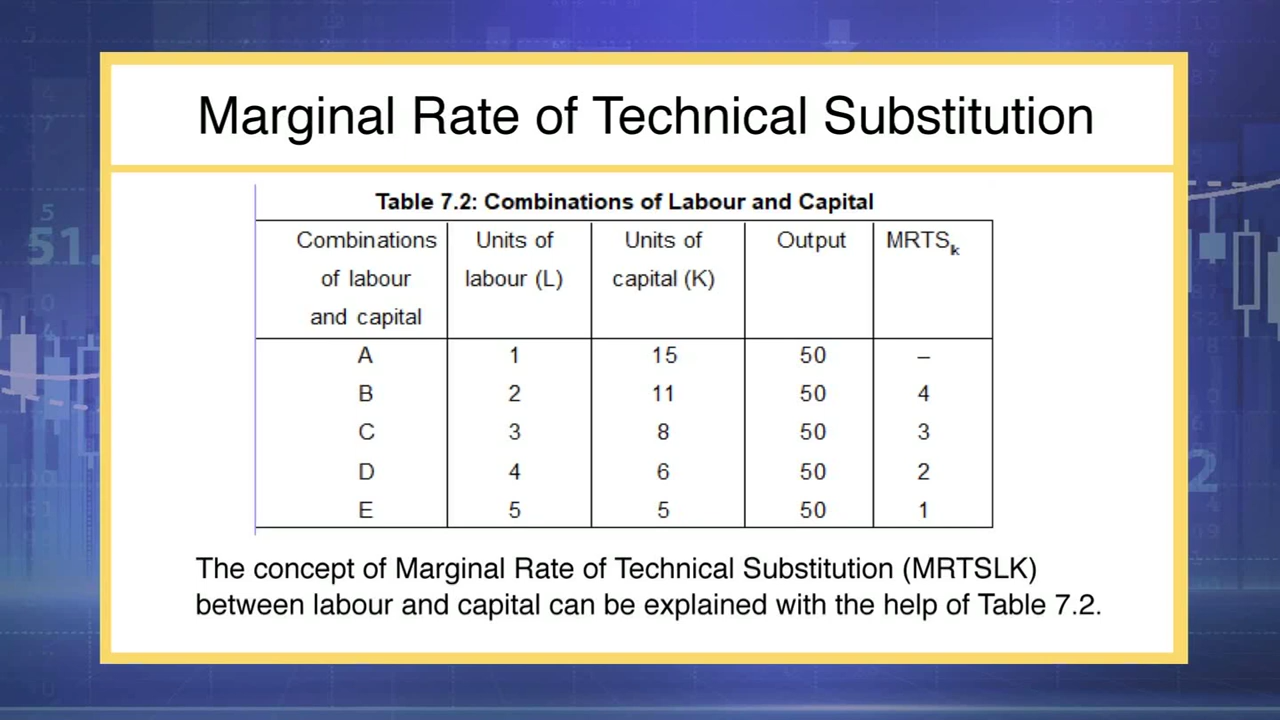 Marginal Rate of Technical Substitution
Table 7.2: Combinations of Labour and Capital
Combinations of labour and capital Units of labour (L) Units of capital (K) Output MRTSlk
A 1 15 50 –
B 2 11 50 4
C 3 8 50 3
D 4 6 50 2
E 5 5 50 1
The concept of Marginal Rate of Technical Substitution (MRTSLK)
between labour and capital can be explained with the help of Table 7.2.
51.
2